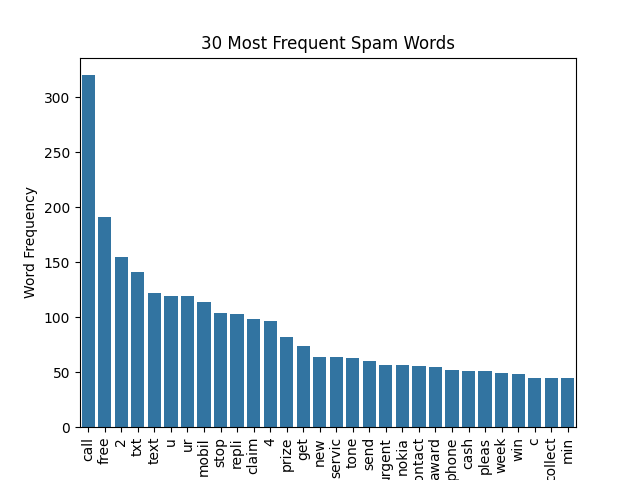 30 Most Frequent Spam Words
Word Frequency
300
250
200
150
100
50
0
call
free
2
txt
text
u
ur
mobil
stop
repli
claim
4
prize
get
new
servic
tone
send
urgent
nokia
ontact
award
phone
cash
pleas
week
win
c
collect
min